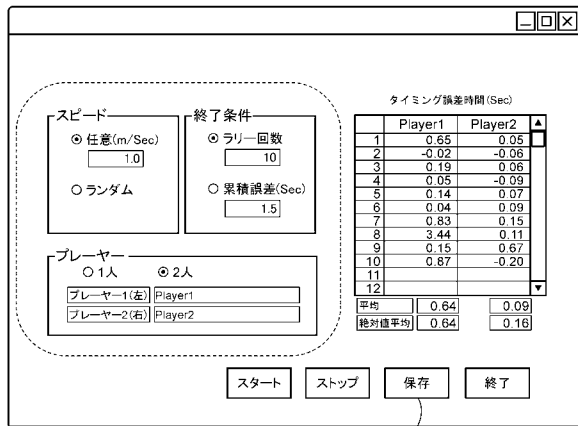 スピード
任意(m/Sec)
1.0
ランダム
終了条件
ラリー回数
10
累積誤差(Sec)
1.5
プレーヤー
1人 2人
プレーヤー1(左) Player1
プレーヤー2(右) Player2
タイミング誤差時間(Sec)
Player1 Player2
1 0.65 0.05
2 -0.02 -0.06
3 0.19 0.06
4 0.05 -0.09
5 0.14 0.07
6 0.04 0.09
7 0.83 0.15
8 3.44 0.11
9 0.15 0.67
10 0.87 -0.20
11
12
平均 0.64 0.09
絶対値平均 0.64 0.16
スタート ストップ 保存 終了